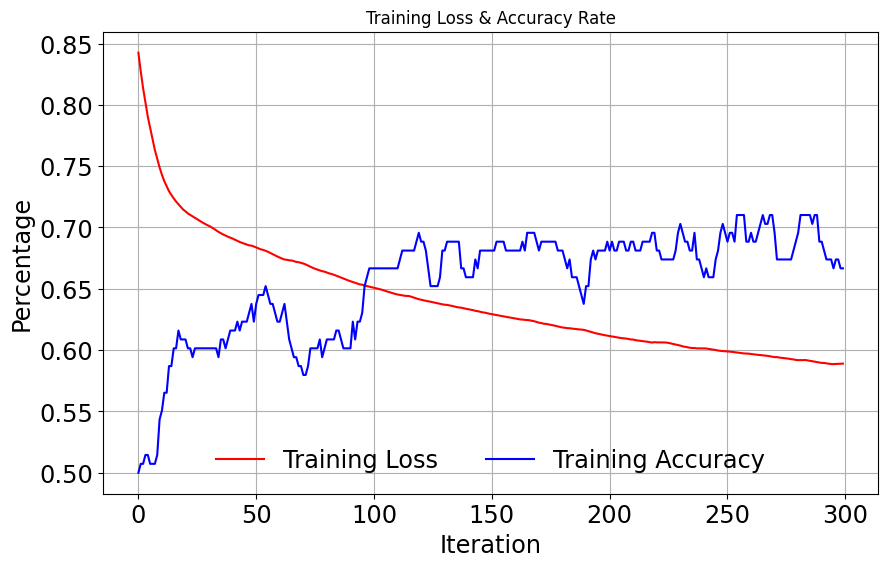 Training Loss & Accuracy Rate
0.85
0.80
0.75
0.70
0.65
0.60
0.55
0.50
Percentage
Training Loss Training Accuracy
0 50 100 150 200 250 300
Iteration